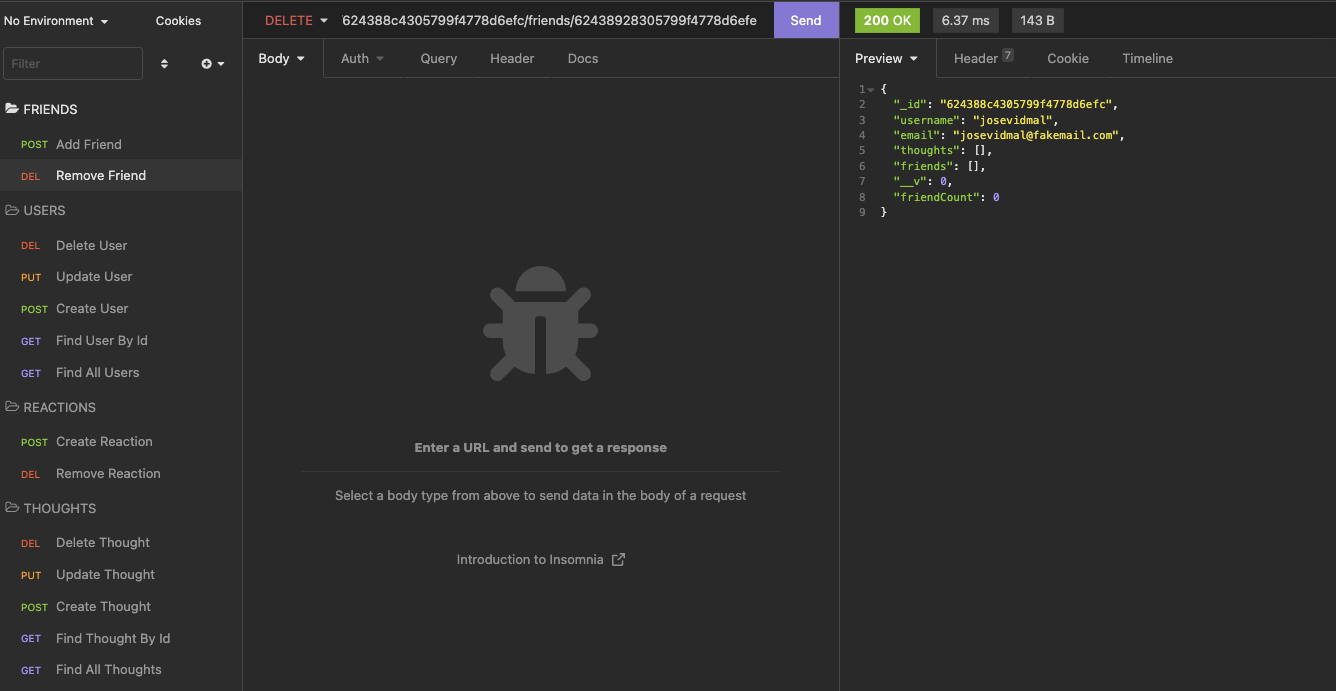 No Environment
Cookies
Filter
FRIENDS
POST Add Friend
DEL Remove Friend
USERS
DEL Delete User
PUT Update User
POST Create User
GET Find User By Id
GET Find All Users
REACTIONS
POST Create Reaction
DEL Remove Reaction
THOUGHTS
DEL Delete Thought
PUT Update Thought
POST Create Thought
GET Find Thought By Id
GET Find All Thoughts
DELETE 624388c4305799f4778d6efc/friends/62438928305799f4778d6efe Send
Body Auth Query Header Docs
Enter a URL and send to get a response
Select a body type from above to send data in the body of a request
Introduction to Insomnia
200 OK 6.37 ms 143 B
Preview Header 7 Cookie Timeline
1 {
2 "_id": "624388c4305799f4778d6efc",
3 "username": "josevidmal",
4 "email": "josevidmal@fakemail.com",
5 "thoughts": [],
6 "friends": [],
7 "__v": 0,
8 "friendCount": 0
9 }